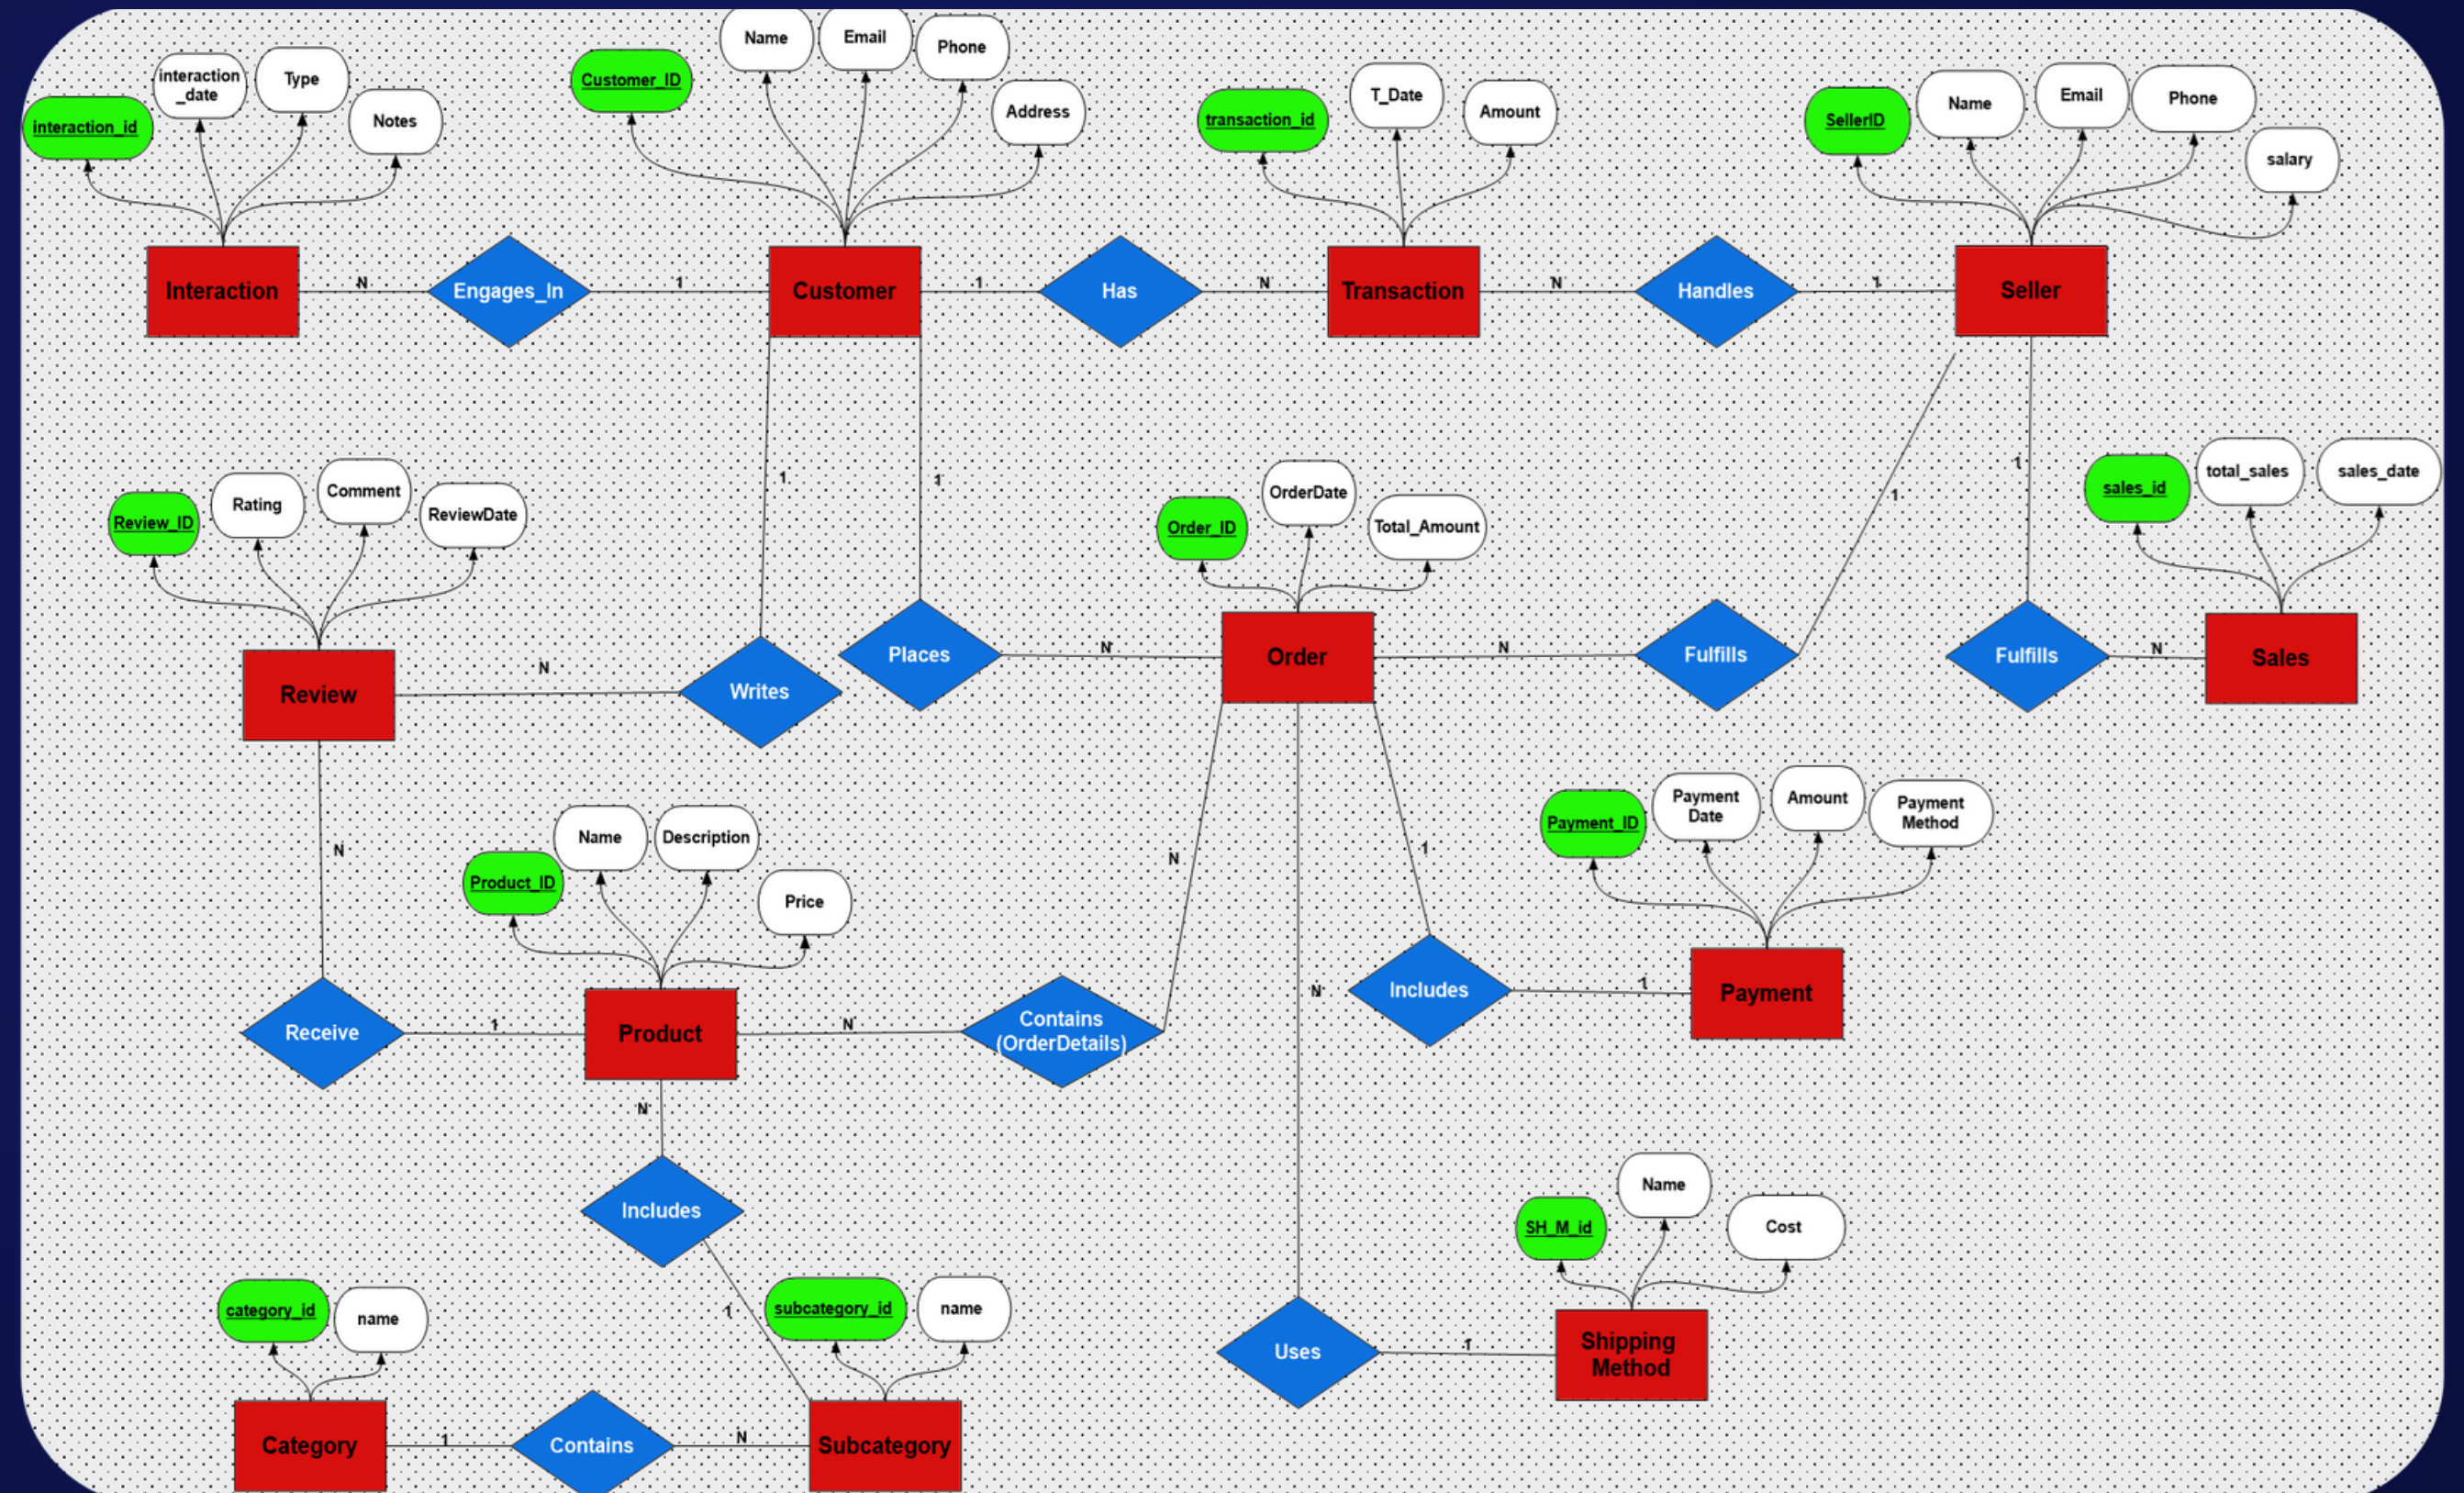 Name
Email
Phone
Customer_ID
Address
interaction
_date
Type
Notes
interaction_id
T_Date
Amount
transaction_id
Name
Email
Phone
SellerID
salary
Interaction
N
Engages_In
1
Customer
1
Has
N
Transaction
N
Handles
1
Seller
1
1
1
1
Review_ID
Rating
Comment
ReviewDate
Order_ID
OrderDate
Total_Amount
sales_id
total_sales
sales_date
Review
N
Writes
Places
N
Order
N
Fulfills
Fulfills
N
Sales
N
N
1
Product_ID
Name
Description
Price
Payment_ID
Payment
Date
Amount
Payment
Method
Receive
1
Product
N
Contains
(OrderDetails)
N
Includes
1
Payment
N
Includes
1
SH_M_id
Name
Cost
category_id
name
subcategory_id
name
Uses
1
Shipping
Method
Category
1
Contains
N
Subcategory